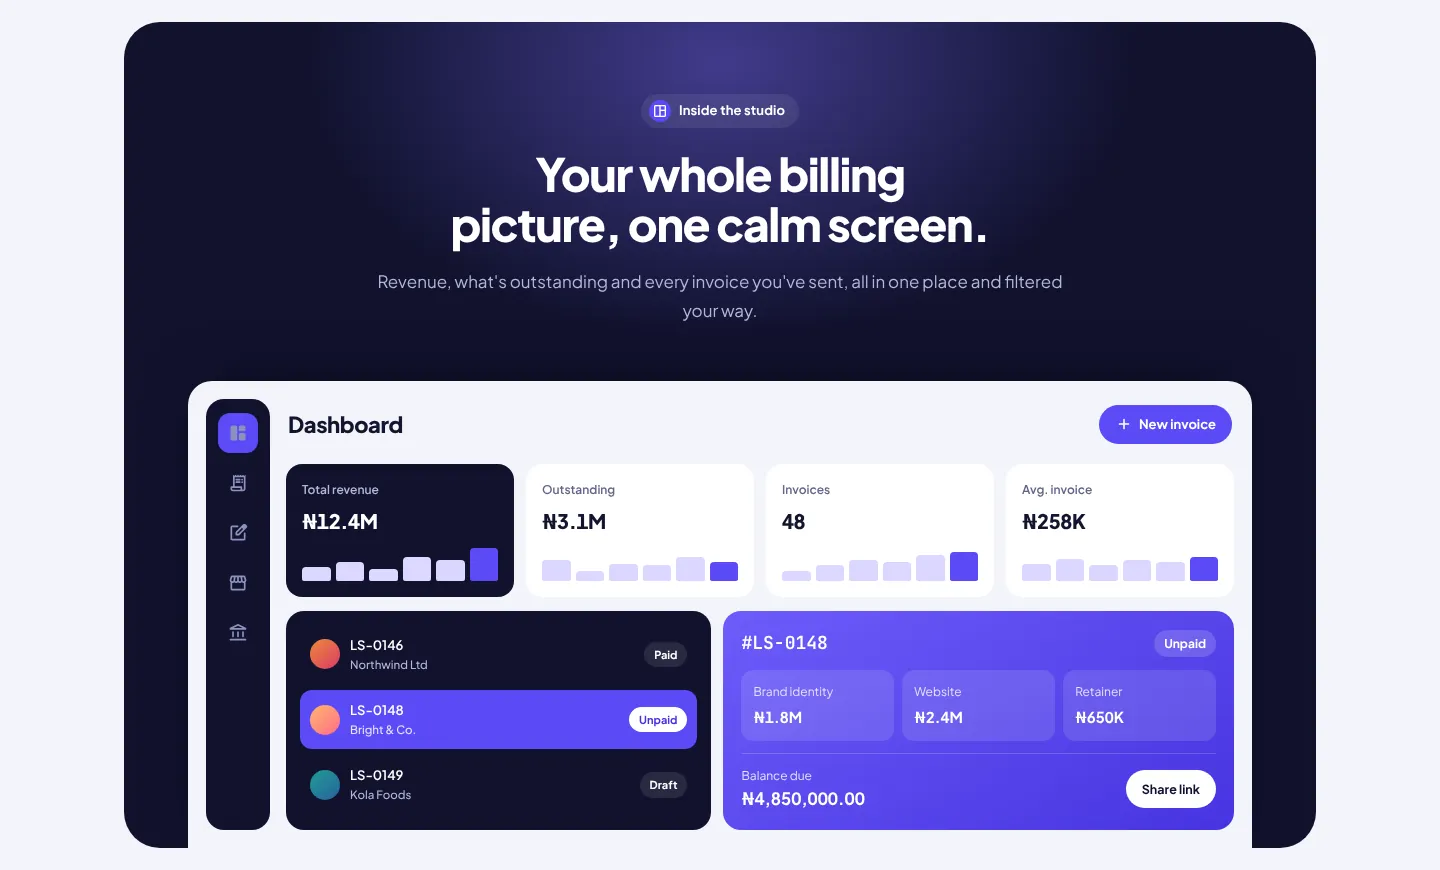 Inside the studio
Your whole billing
picture, one calm screen.
Revenue, what's outstanding and every invoice you've sent, all in one place and filtered
your way.
Dashboard
New invoice
Total revenue
₦12.4M
Outstanding
₦3.1M
Invoices
48
Avg. invoice
₦258K
LS-0146
Northwind Ltd
Paid
LS-0148
Bright & Co.
Unpaid
LS-0149
Kola Foods
Draft
#LS-0148
Unpaid
Brand identity
₦1.8M
Website
₦2.4M
Retainer
₦650K
Balance due
₦4,850,000.00
Share link